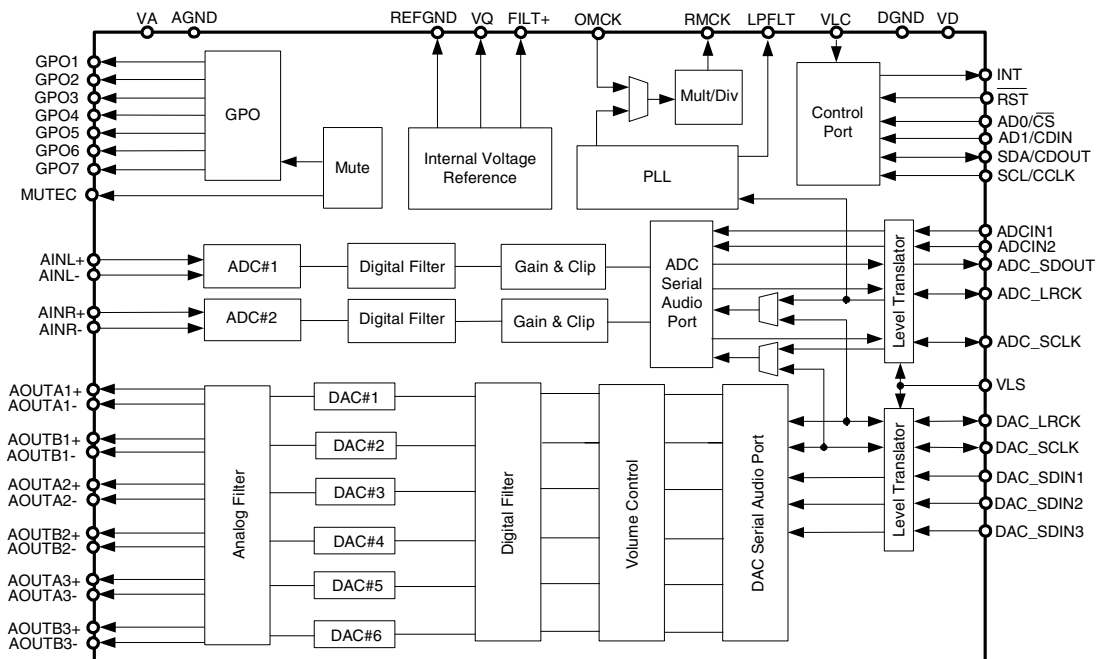 VA
AGND
REFGND
VQ
FILT+
OMCK
RMCK
LPFLT
VLC
DGND
VD
GPO1
GPO2
GPO3
GPO4
GPO5
GPO6
GPO7
MUTEC
GPO
Mute
Internal Voltage
Reference
Mult/Div
PLL
Control
Port
INT
RST
AD0/CS
AD1/CDIN
SDA/CDOUT
SCL/CCLK
AINL+
AINL-
AINR+
AINR-
ADC#1
Digital Filter
Gain & Clip
ADC#2
Digital Filter
Gain & Clip
ADC
Serial
Audio
Port
Level Translator
ADCIN1
ADCIN2
ADC_SDOUT
ADC_LRCK
ADC_SCLK
VLS
AOUTA1+
AOUTA1-
AOUTB1+
AOUTB1-
AOUTA2+
AOUTA2-
AOUTB2+
AOUTB2-
AOUTA3+
AOUTA3-
AOUTB3+
AOUTB3-
Analog Filter
DAC#1
DAC#2
DAC#3
DAC#4
DAC#5
DAC#6
Digital Filter
Volume Control
DAC Serial Audio Port
Level Translator
DAC_LRCK
DAC_SCLK
DAC_SDIN1
DAC_SDIN2
DAC_SDIN3